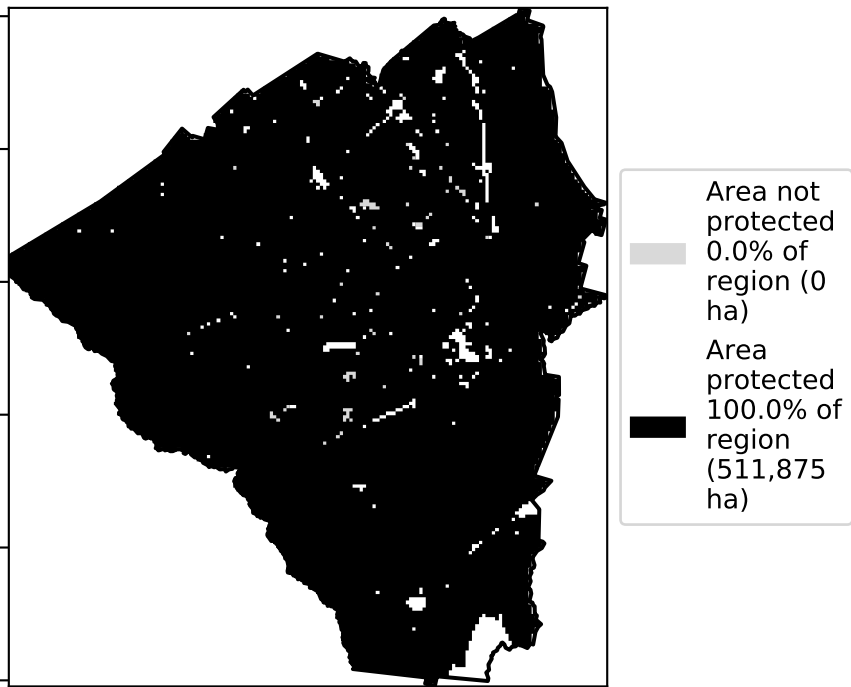 Area not
protected
0.0% of
region (0
ha)
Area
protected
100.0% of
region
(511,875
ha)